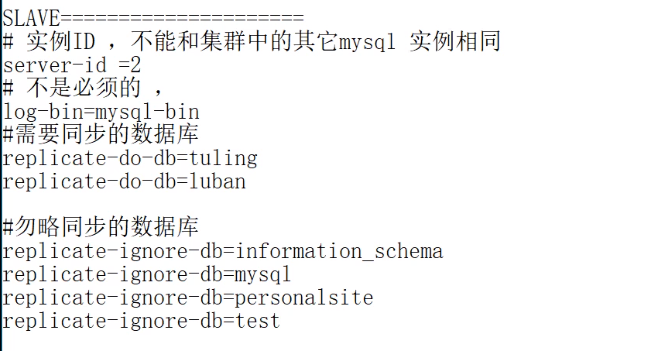 SLAVE=====================
# 实例ID ，不能和集群中的其它mysql 实例相同
server-id =2
# 不是必须的 ，
log-bin=mysql-bin
#需要同步的数据库
replicate-do-db=tuling
replicate-do-db=luban
#忽略同步的数据库
replicate-ignore-db=information_schema
replicate-ignore-db=mysql
replicate-ignore-db=personalsite
replicate-ignore-db=test